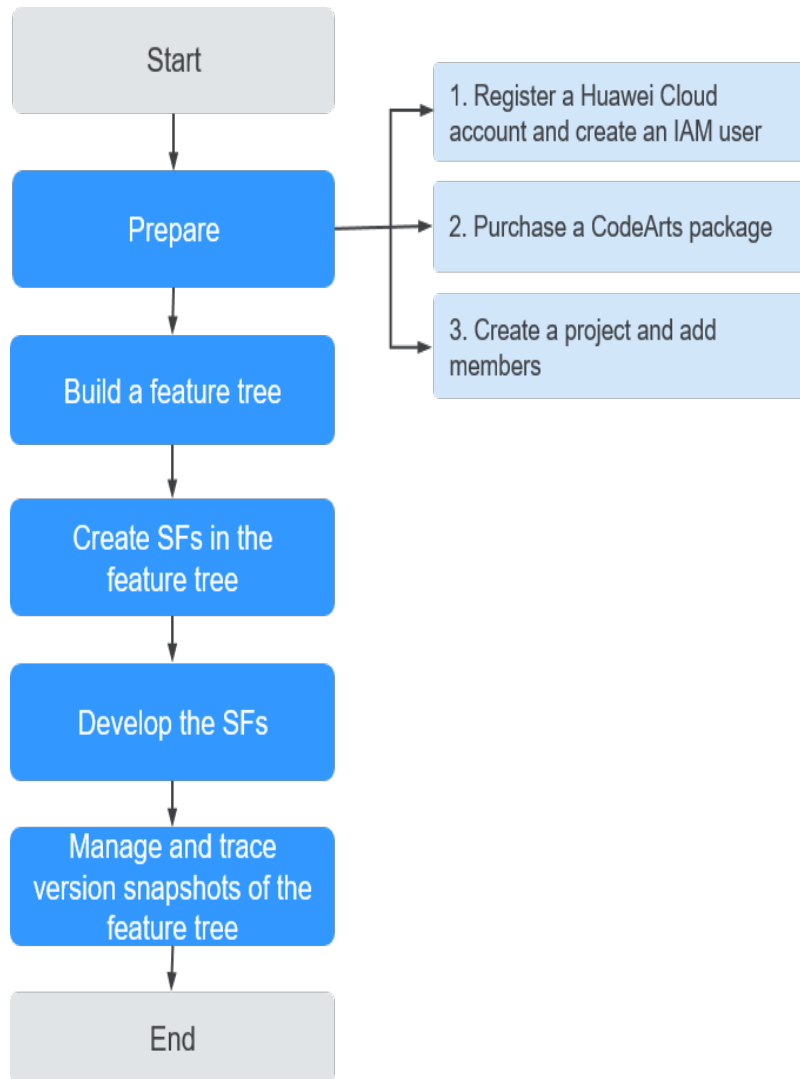 Start
1. Register a Huawei Cloud
account and create an IAM user
Prepare
2. Purchase a CodeArts package
3. Create a project and add
members
Build a feature tree
Create SFs in the
feature tree
Develop the SFs
Manage and trace
version snapshots of the
feature tree
End